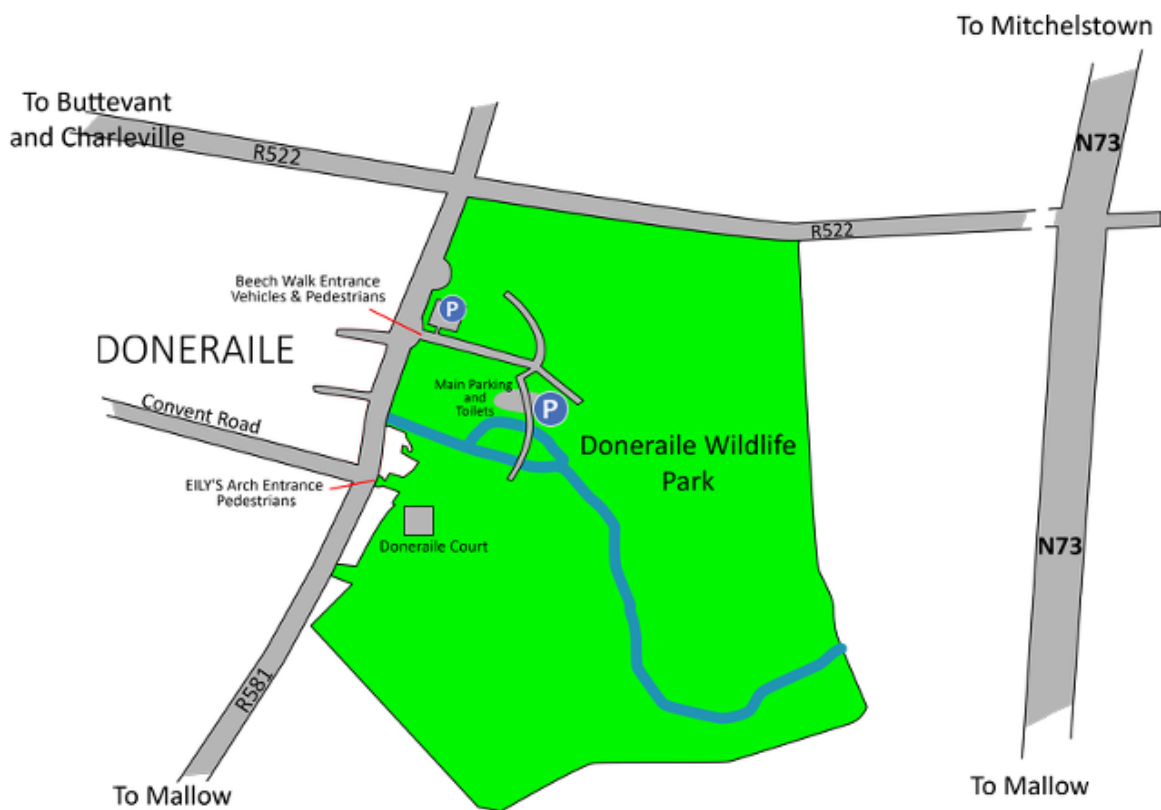 To Mitchelstown
To Buttevant
and Charleville
N73
R522
R522
Beech Walk Entrance
Vehicles & Pedestrians
P
DONERAILE
Main Parking
and
Toilets
P
Convent Road
Doneraile Wildlife
Park
EILY'S Arch Entrance
Pedestrians
Doneraile Court
N73
R581
To Mallow
To Mallow